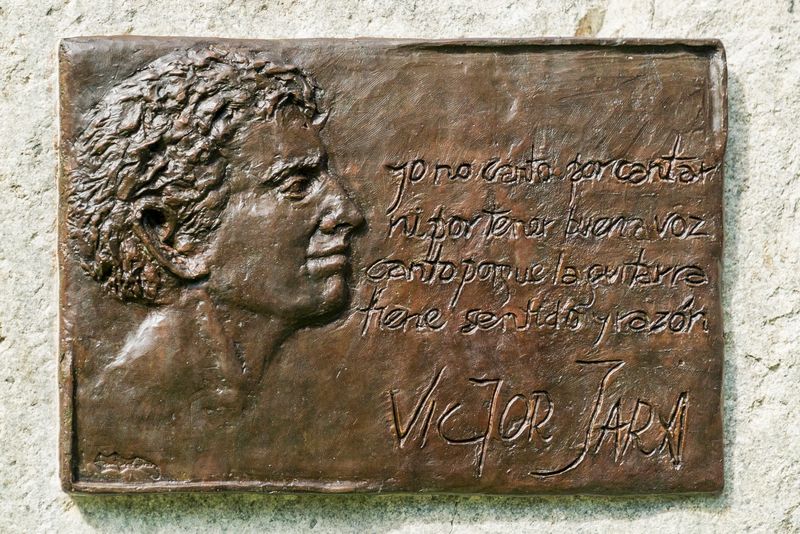 yo no canto por cantar
ni por tener buena voz
canto porque la guitarra
tiene sentido y razón
VICTOR JARA